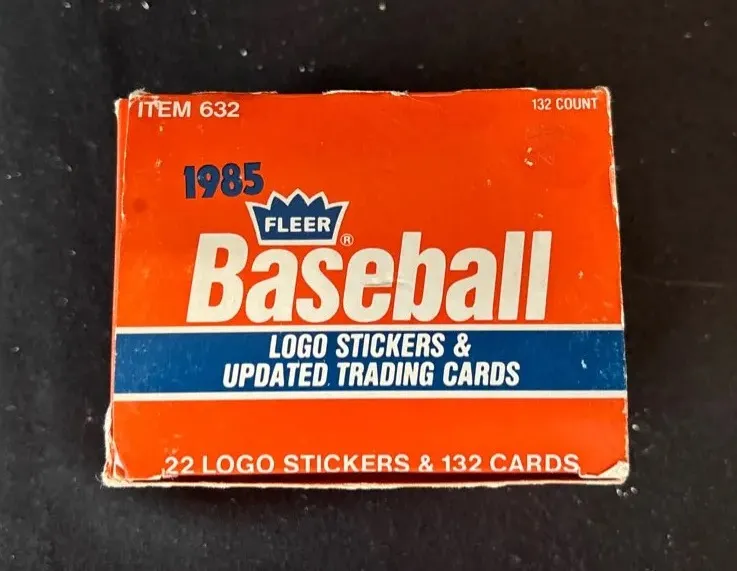 ITEM 632
132 COUNT
1985
FLEER®
Baseball
LOGO STICKERS &
UPDATED TRADING CARDS
22 LOGO STICKERS & 132 CARDS